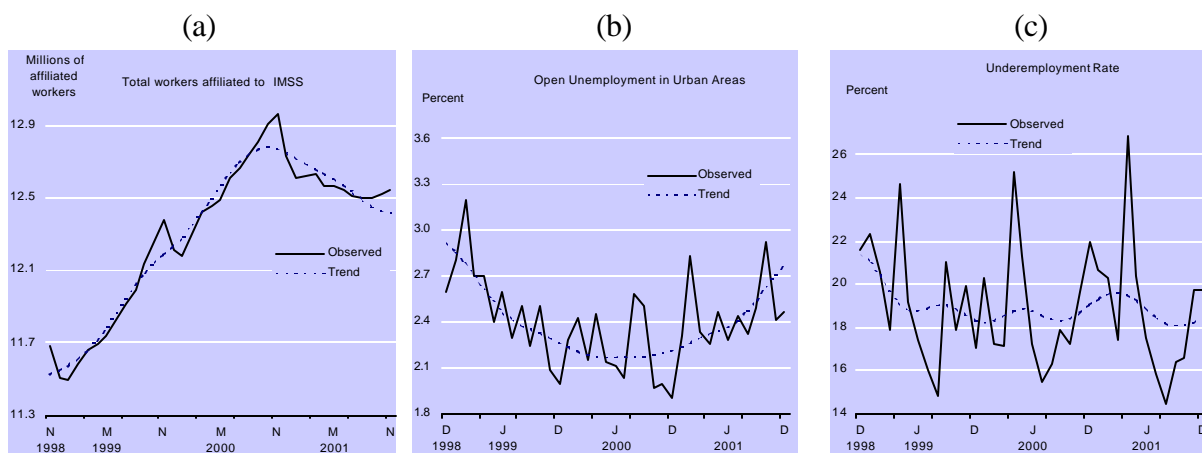 (a)
Millions of
affiliated
workers
Total workers affiliated to IMSS
12.9
12.5
12.1
11.7
11.3
Observed
Trend
N M N M N M N
1998 1999 2000 2001
(b)
Open Unemployment in Urban Areas
Percent
3.6
3.3
3.0
2.7
2.4
2.1
1.8
Observed
Trend
D J D J D J D
1998 1999 2000 2001
(c)
Underemployment Rate
Percent
26
24
22
20
18
16
14
Observed
Trend
D J D J D J D
1998 1999 2000 2001